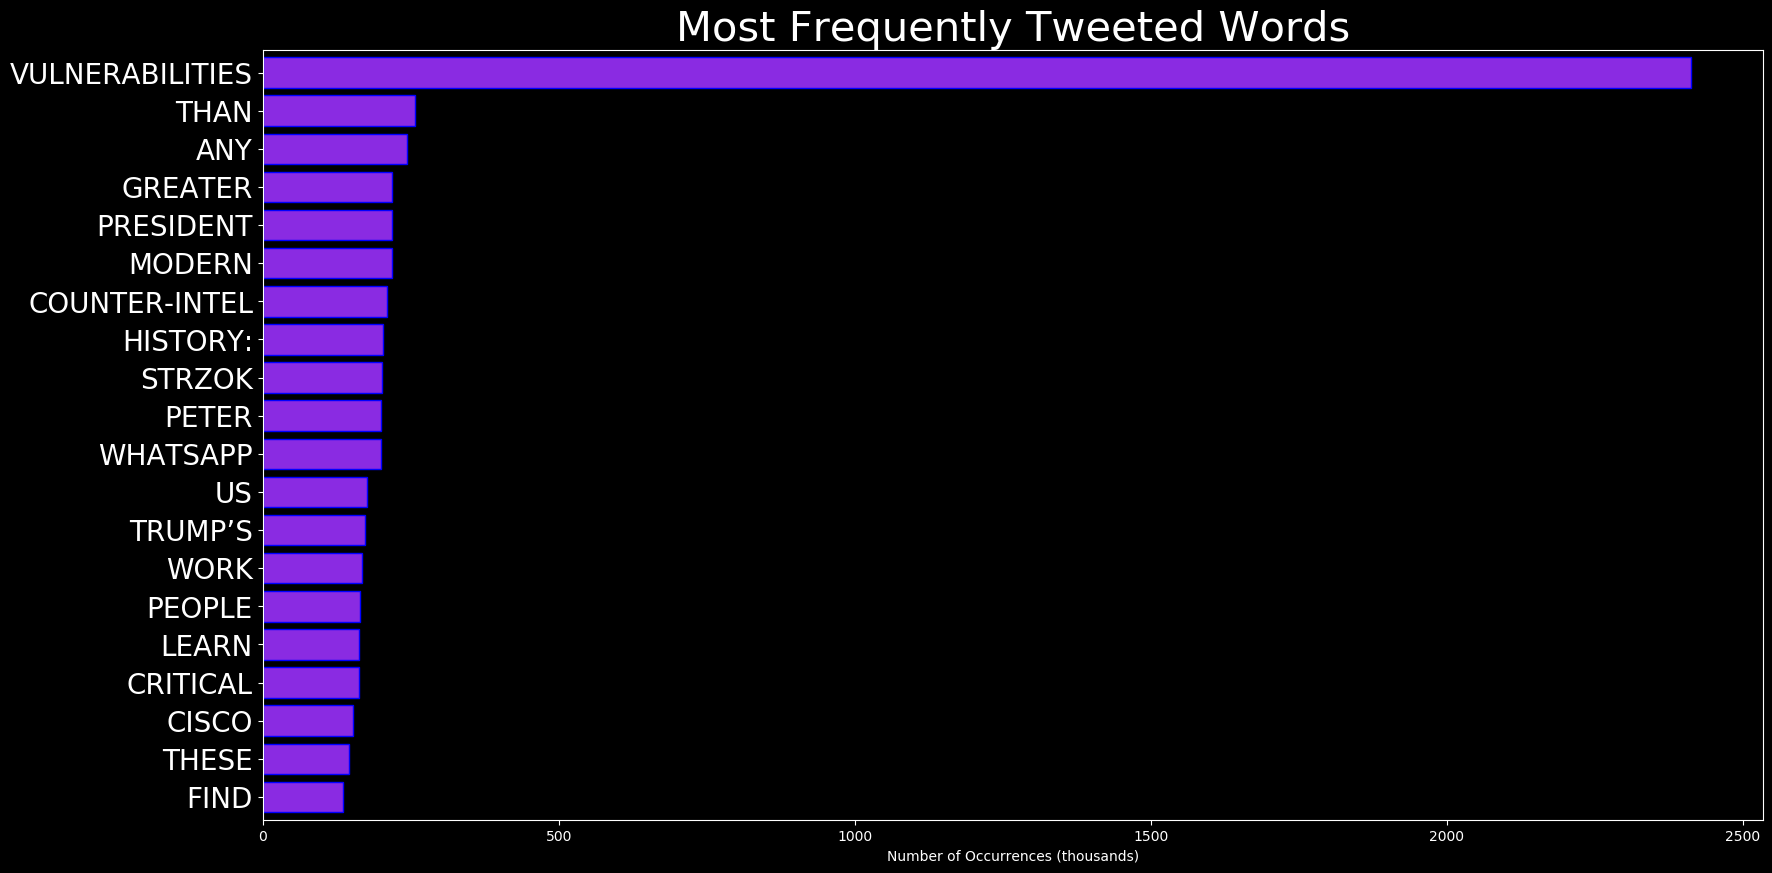 Most Frequently Tweeted Words
VULNERABILITIES
THAN
ANY
GREATER
PRESIDENT
MODERN
COUNTER-INTEL
HISTORY:
STRZOK
PETER
WHATSAPP
US
TRUMP’S
WORK
PEOPLE
LEARN
CRITICAL
CISCO
THESE
FIND
0 500 1000 1500 2000 2500
Number of Occurrences (thousands)